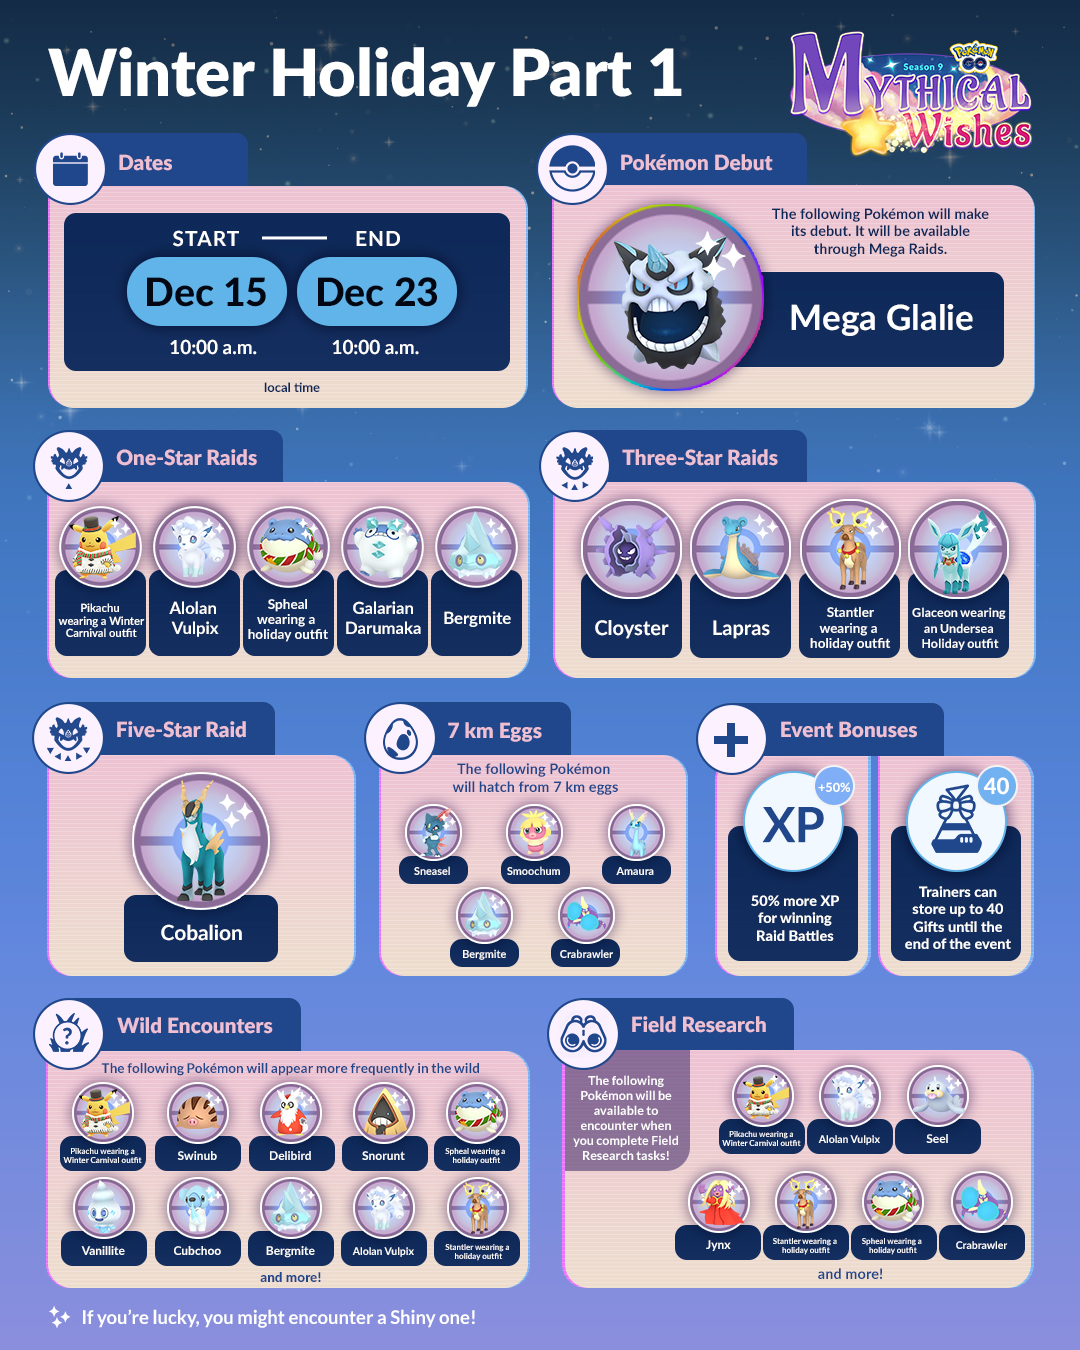 Winter Holiday Part 1
Pokémon
GO
Season 9
Mythical
Wishes
Dates
START
END
Dec 15
Dec 23
10:00 a.m.
10:00 a.m.
local time
Pokémon Debut
The following Pokémon will make
its debut. It will be available
through Mega Raids.
Mega Glalie
One-Star Raids
Pikachu
wearing a Winter
Carnival outfit
Alolan
Vulpix
Spheal
wearing a
holiday outfit
Galarian
Darumaka
Bergmite
Three-Star Raids
Cloyster
Lapras
Stantler
wearing a
holiday outfit
Glaceon wearing
an Undersea
Holiday outfit
Five-Star Raid
Cobalion
7 km Eggs
The following Pokémon
will hatch from 7 km eggs
Sneasel
Smoochum
Amaura
Bergmite
Crabrawler
Event Bonuses
XP
+50%
50% more XP
for winning
Raid Battles
40
Trainers can
store up to 40
Gifts until the
end of the event
Wild Encounters
?
The following Pokémon will appear more frequently in the wild
Pikachu wearing a
Winter Carnival outfit
Swinub
Delibird
Snorunt
Spheal wearing a
holiday outfit
Vanillite
Cubchoo
Bergmite
Alolan Vulpix
Stantler wearing a
holiday outfit
and more!
Field Research
The following
Pokémon will be
available to
encounter when
you complete Field
Research tasks!
Pikachu wearing a
Winter Carnival outfit
Alolan Vulpix
Seel
Jynx
Stantler wearing a
holiday outfit
Spheal wearing a
holiday outfit
Crabrawler
and more!
If you're lucky, you might encounter a Shiny one!